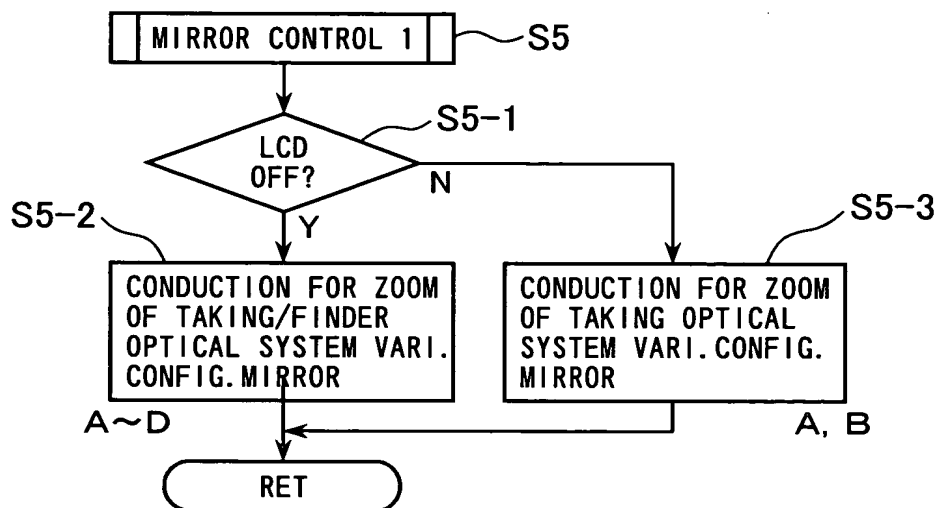 MIRROR CONTROL 1
S5
S5-1
LCD
OFF?
N
Y
S5-2
S5-3
CONDUCTION FOR ZOOM
OF TAKING/FINDER
OPTICAL SYSTEM VARI.
CONFIG.MIRROR
CONDUCTION FOR ZOOM
OF TAKING OPTICAL
SYSTEM VARI.CONFIG.
MIRROR
A~D
A, B
RET